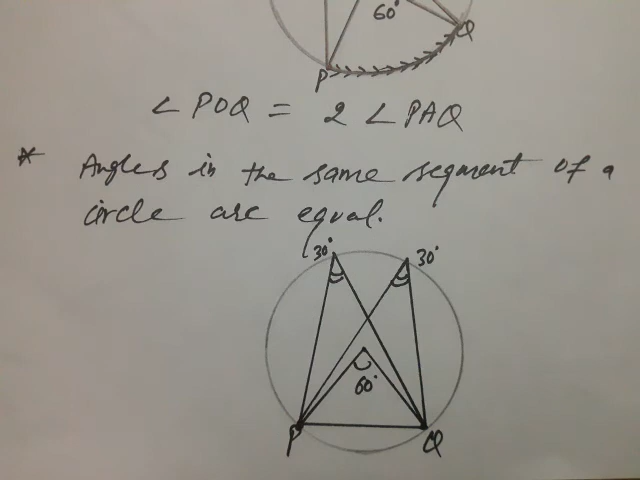 60°
Q
P
∠ POQ = 2 ∠ PAQ
* Angles in the same segment of a
circle are equal.
30° 30°
60°
P Q